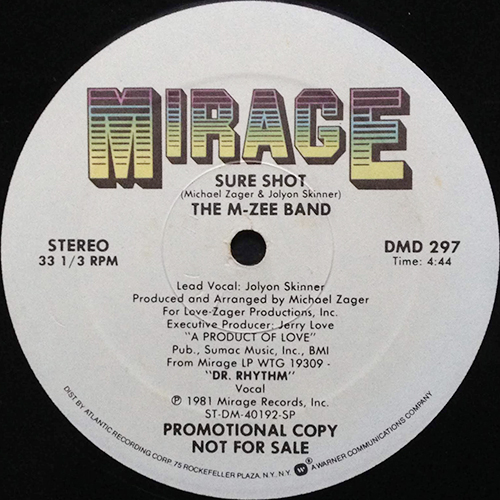 MIRAGE
SURE SHOT
(Michael Zager & Jolyon Skinner)
THE M-ZEE BAND
STEREO
33 1/3 RPM
DMD 297
Time: 4:44
Lead Vocal: Jolyon Skinner
Produced and Arranged by Michael Zager
For Love-Zager Productions, Inc.
Executive Producer: Jerry Love
"A PRODUCT OF LOVE"
Pub., Sumac Music, Inc., BMI
From Mirage LP WTG 19309 -
"DR. RHYTHM"
Vocal
℗ 1981 Mirage Records, Inc.
ST-DM-40192-SP
PROMOTIONAL COPY
NOT FOR SALE
DIST BY ATLANTIC RECORDING CORP. 75 ROCKEFELLER PLAZA, N.Y. N.Y. W ® A WARNER COMMUNICATIONS COMPANY